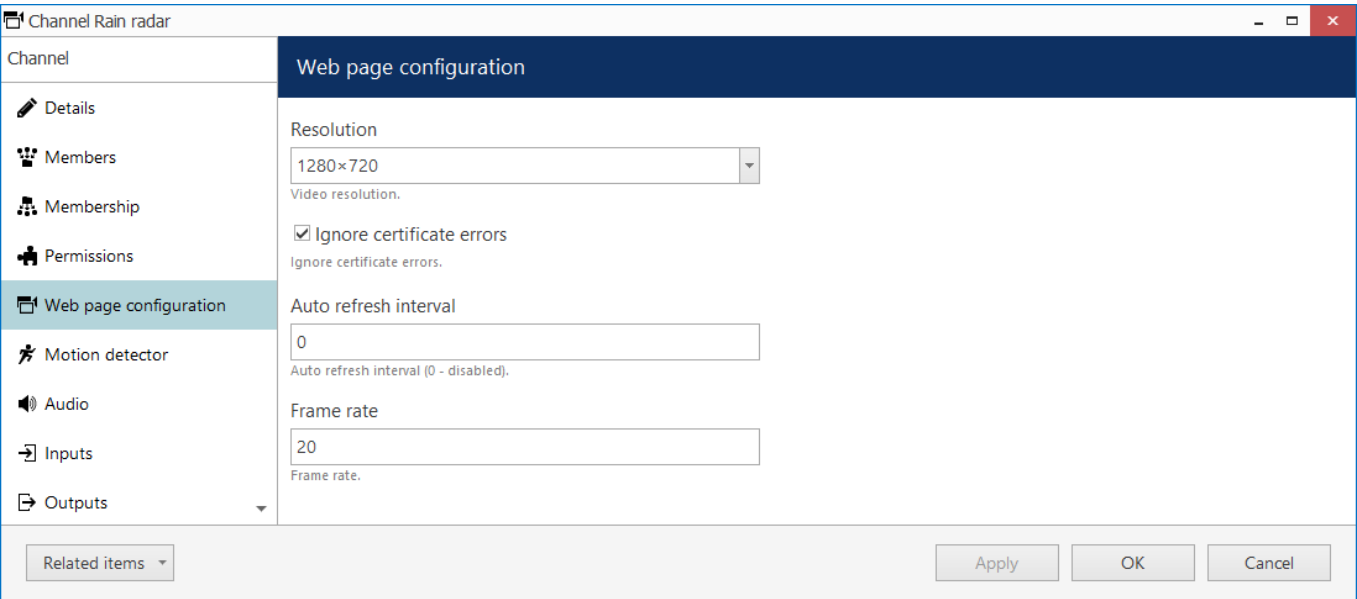 Channel Rain radar
Channel
Details
Members
Membership
Permissions
Web page configuration
Motion detector
Audio
Inputs
Outputs
Web page configuration
Resolution
1280×720
Video resolution.
Ignore certificate errors
Ignore certificate errors.
Auto refresh interval
0
Auto refresh interval (0 - disabled).
Frame rate
20
Frame rate.
Related items
Apply
OK
Cancel